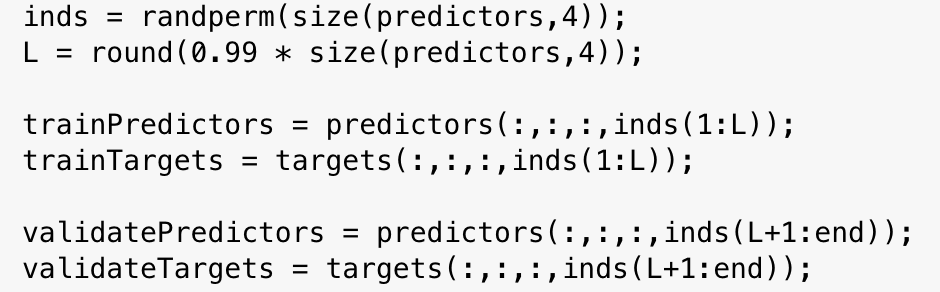 inds = randperm(size(predictors,4));
L = round(0.99 * size(predictors,4));
trainPredictors = predictors(:,:,:,inds(1:L));
trainTargets = targets(:,:,:,inds(1:L));
validatePredictors = predictors(:,:,:,inds(L+1:end));
validateTargets = targets(:,:,:,inds(L+1:end));